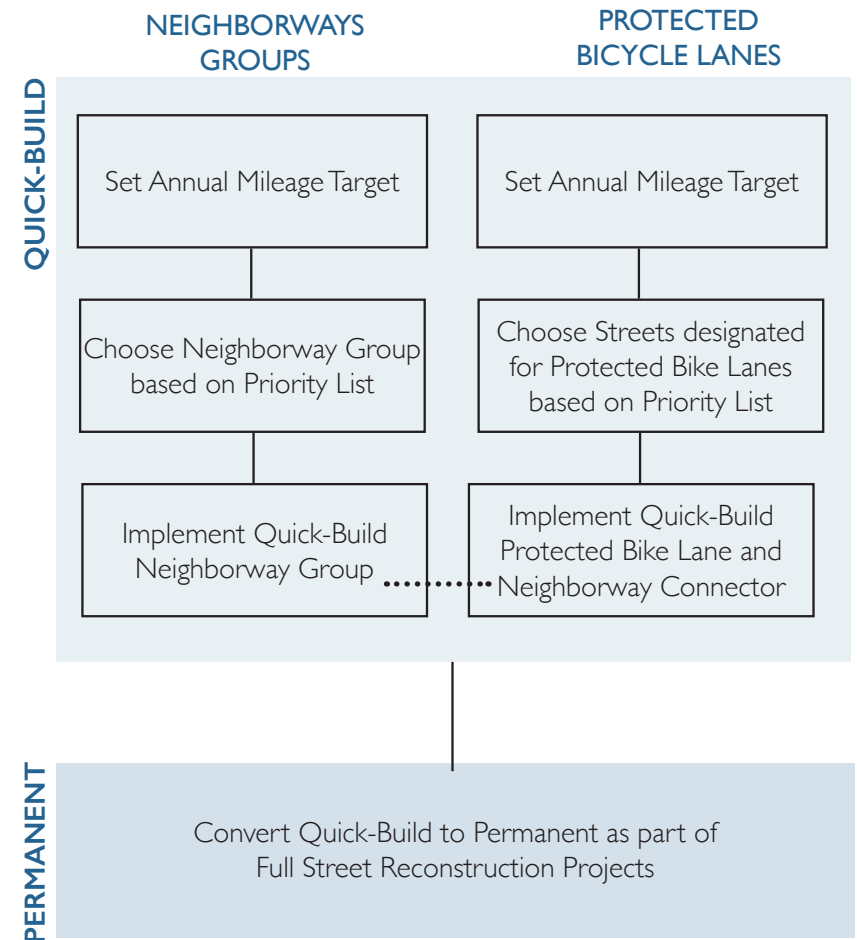 NEIGHBORWAYS
GROUPS
PROTECTED
BICYCLE LANES
QUICK-BUILD
Set Annual Mileage Target
Set Annual Mileage Target
Choose Neighborway Group
based on Priority List
Choose Streets designated
for Protected Bike Lanes
based on Priority List
Implement Quick-Build
Neighborway Group
Implement Quick-Build
Protected Bike Lane and
Neighborway Connector
PERMANENT
Convert Quick-Build to Permanent as part of
Full Street Reconstruction Projects